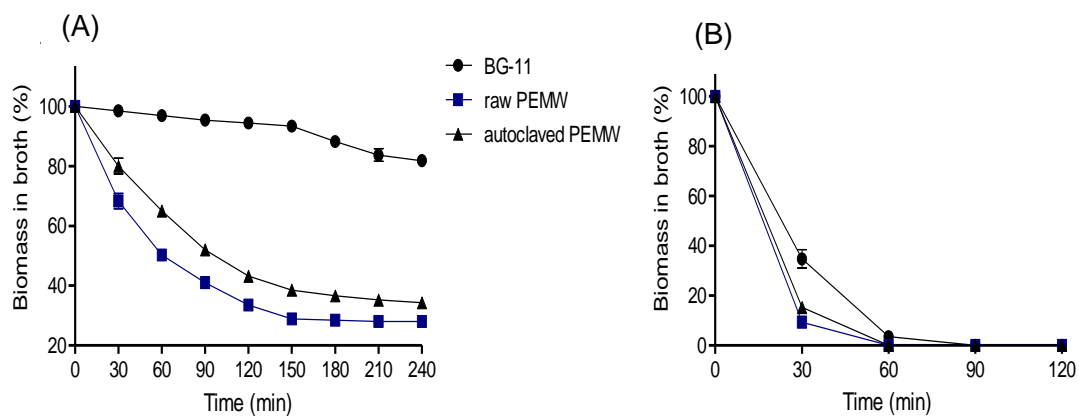 (A)
Biomass in broth (%)
100
80
60
40
20
0 30 60 90 120 150 180 210 240
Time (min)
BG-11
raw PEMW
autoclaved PEMW
(B)
Biomass in broth (%)
100
80
60
40
20
0
0 30 60 90 120
Time (min)